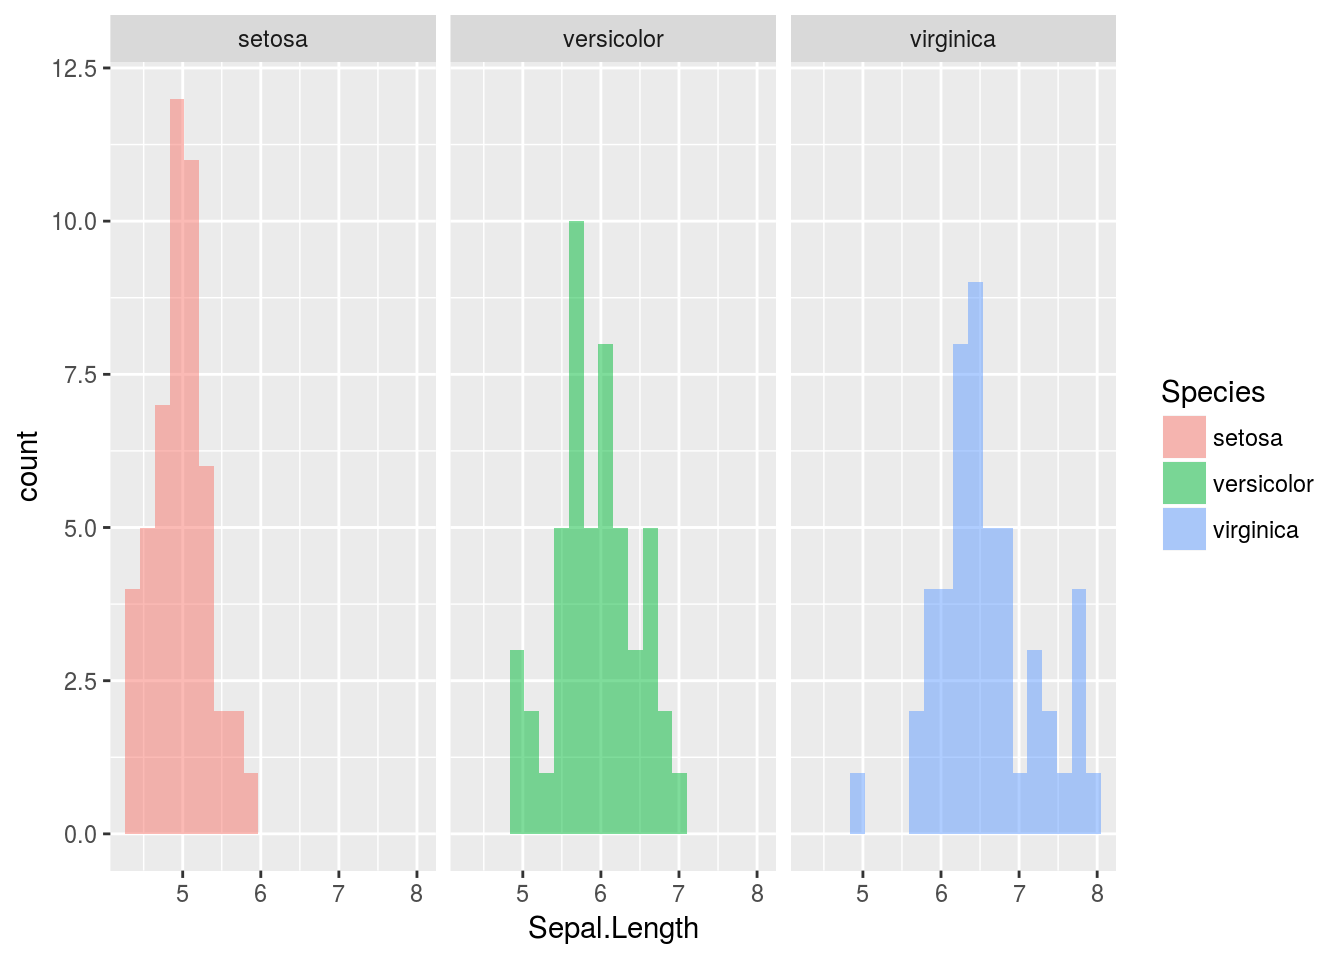 setosa versicolor virginica
12.5
10.0
7.5
5.0
2.5
0.0
count
5 6 7 8 5 6 7 8 5 6 7 8
Sepal.Length
Species
setosa
versicolor
virginica